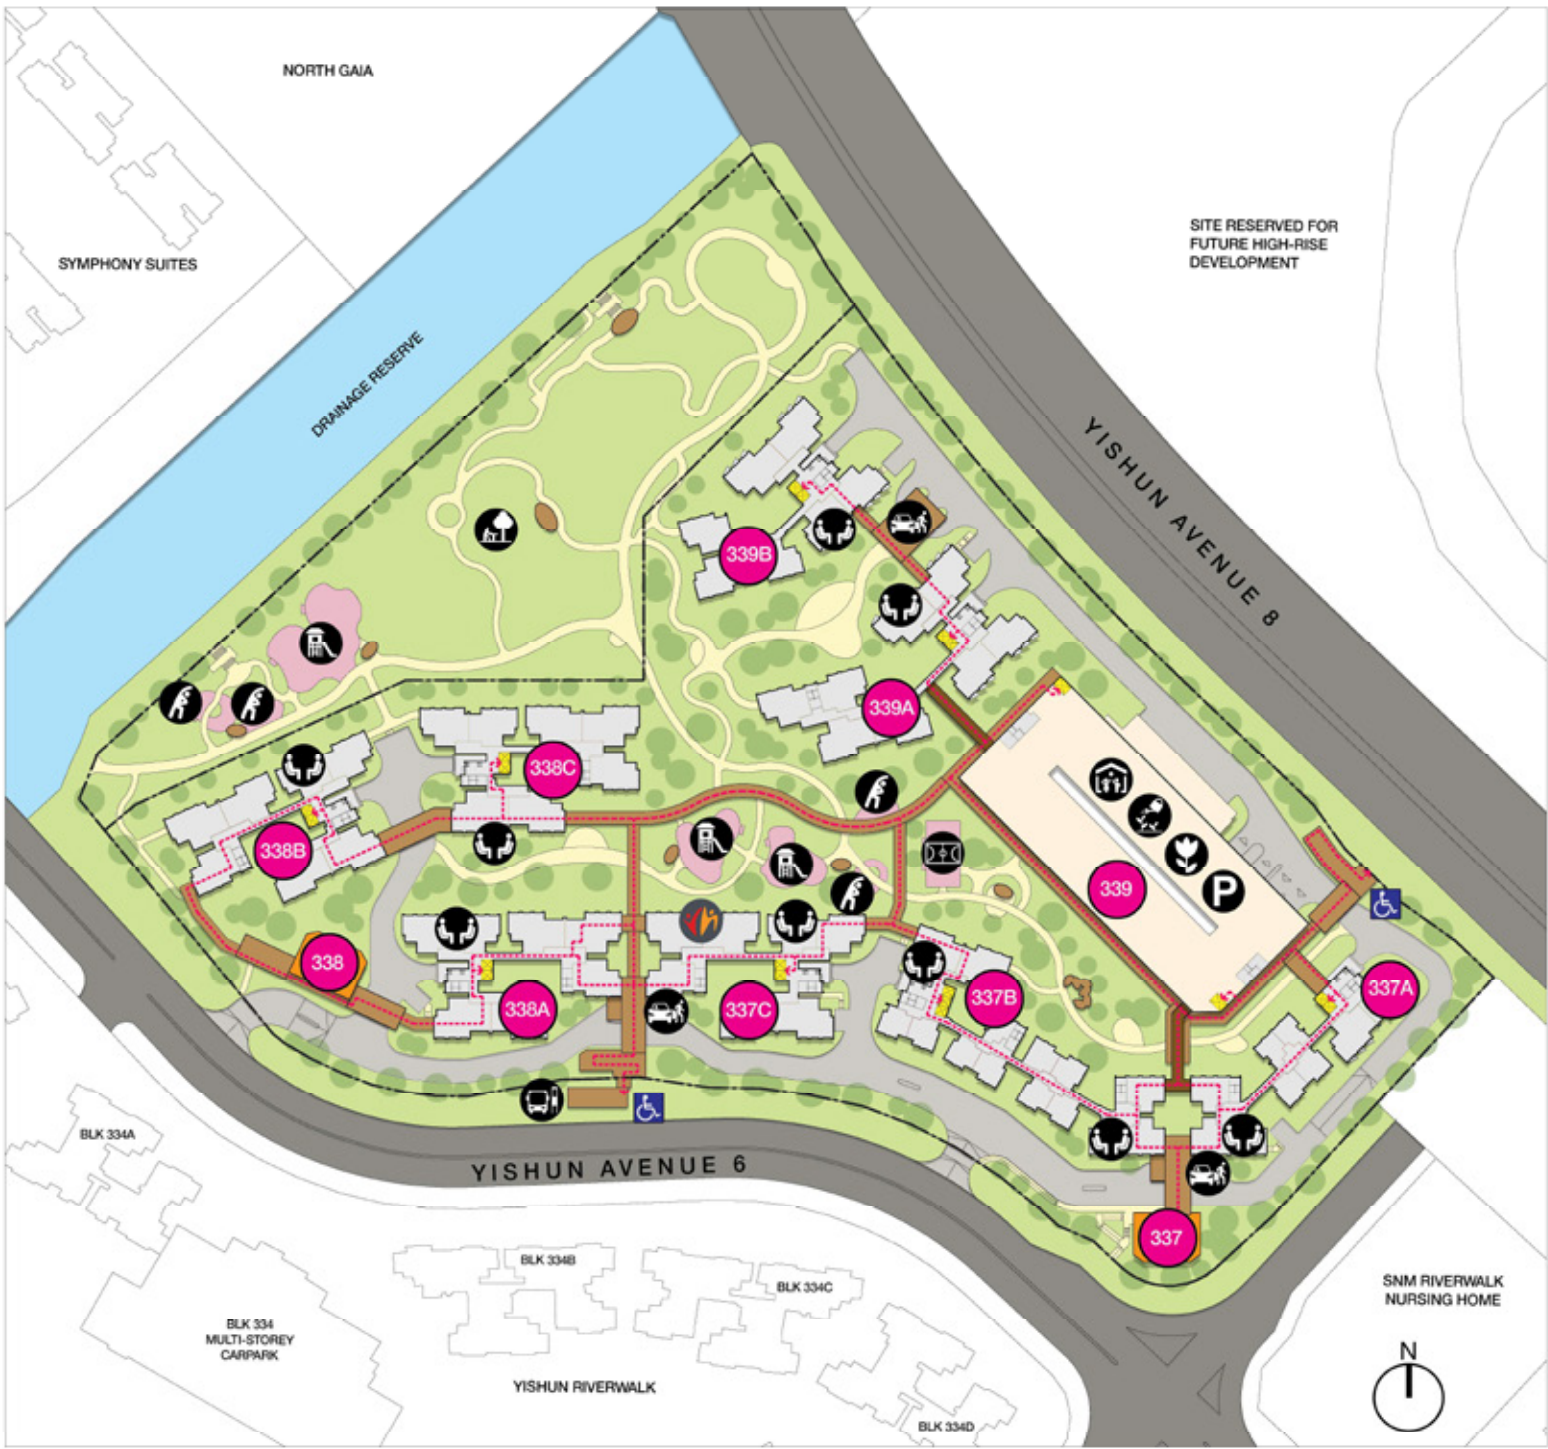 NORTH GAIA
SITE RESERVED FOR
FUTURE HIGH-RISE
DEVELOPMENT
SYMPHONY SUITES
DRAINAGE RESERVE
YISHUN AVENUE 8
339B
339A
338C
338B
339
P
338
338A
337C
337B
337A
BLK 334A
YISHUN AVENUE 6
337
BLK 334B
BLK 334C
SNM RIVERWALK
NURSING HOME
BLK 334
MULTI-STOREY
CARPARK
N
YISHUN RIVERWALK
BLK 334D